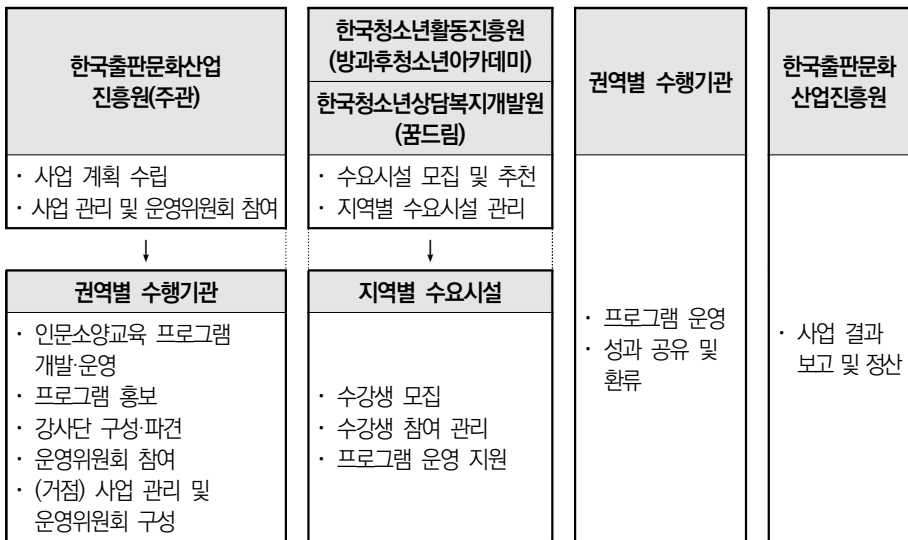 한국출판문화산업
진흥원(주관)
· 사업 계획 수립
· 사업 관리 및 운영위원회 참여
↓
권역별 수행기관
· 인문소양교육 프로그램
개발·운영
· 프로그램 홍보
· 강사단 구성·파견
· 운영위원회 참여
· (거점) 사업 관리 및
운영위원회 구성
한국청소년활동진흥원
(방과후청소년아카데미)
한국청소년상담복지개발원
(꿈드림)
· 수요시설 모집 및 추천
· 지역별 수요시설 관리
↓
지역별 수요시설
· 수강생 모집
· 수강생 참여 관리
· 프로그램 운영 지원
권역별 수행기관
· 프로그램 운영
· 성과 공유 및
환류
한국출판문화
산업진흥원
· 사업 결과
보고 및 정산